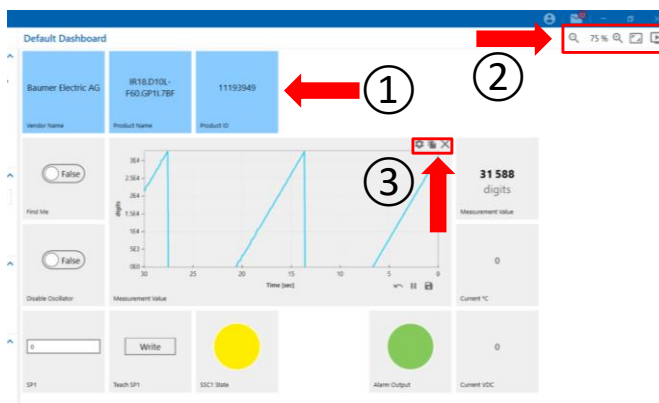 Default Dashboard
75 %
②
Baumer Electric AG
IR18.D10L-
F60.GP1I.7BF
11193949
①
Vendor Name
Product Name
Product ID
③
False
Find Me
3E4
2.5E4
2E4
1.5E4
1E4
5E3
0E0
digits
30
25
20
15
10
5
0
Time [sec]
Measurement Value
31 588
digits
Measurement Value
False
Disable Oscillator
0
Current °C
0
SP1
Write
Teach SP1
SSC1 State
Alarm Output
0
Current VDC